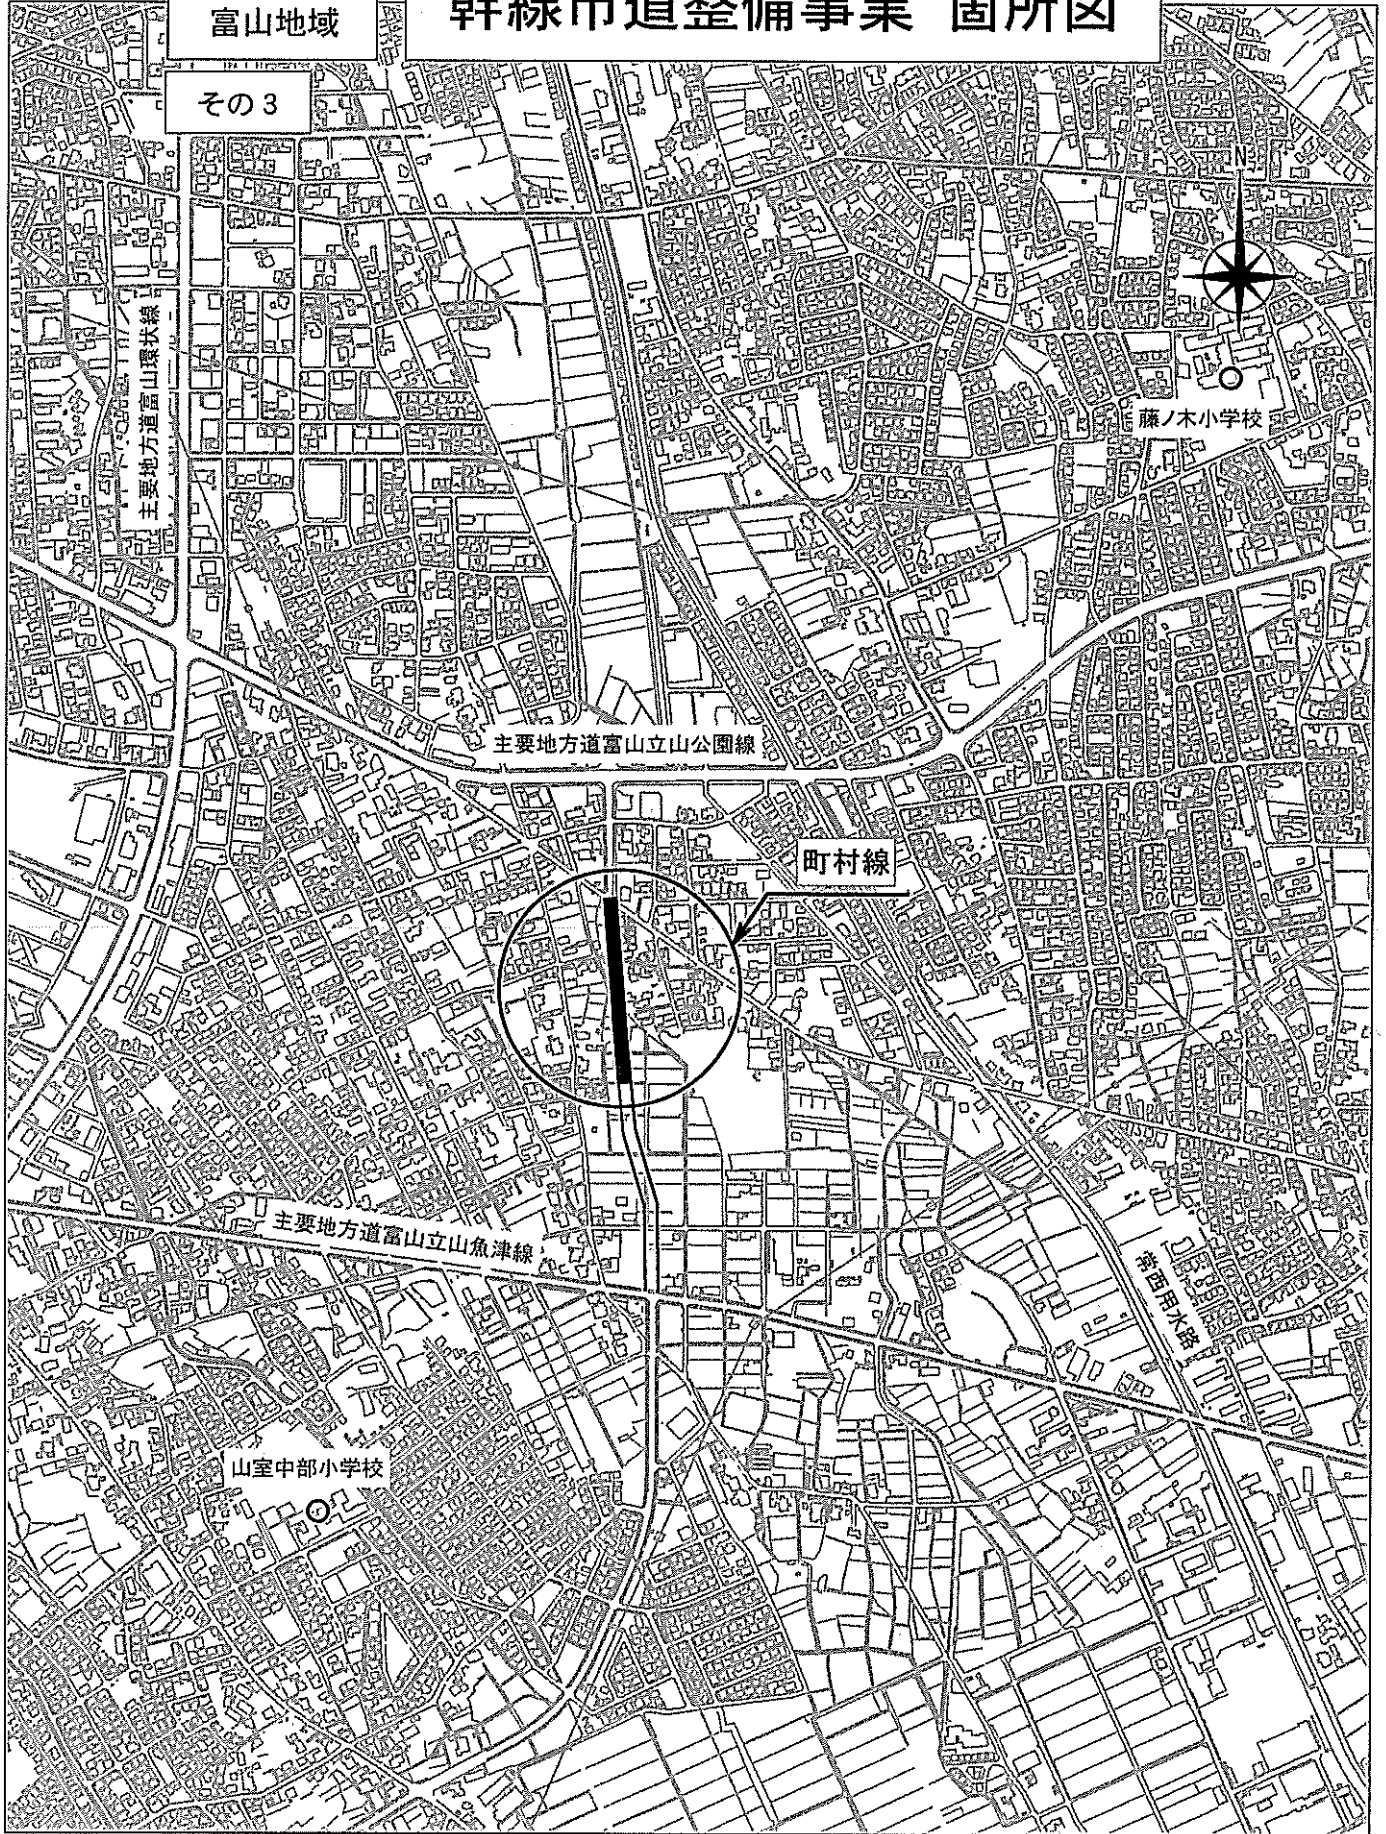 富山地域
幹線市道整備事業 箇所図
その3
N
主要地方道富山環状線
藤ノ木小学校
主要地方道富山立山公園線
町村線
主要地方道富山立山魚津線
常西用水路
山室中部小学校